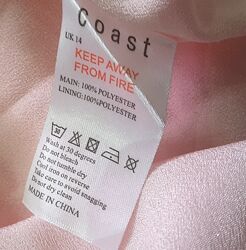 Coast
UK 14
KEEP AWAY
FROM FIRE
MAIN: 100% POLYESTER
LINING:100%POLYESTER
Wash at 30 degrees
Do not bleach
Do not tumble dry
Cool iron on reverse
Take care to avoid snagging
Do not dry clean
MADE IN CHINA